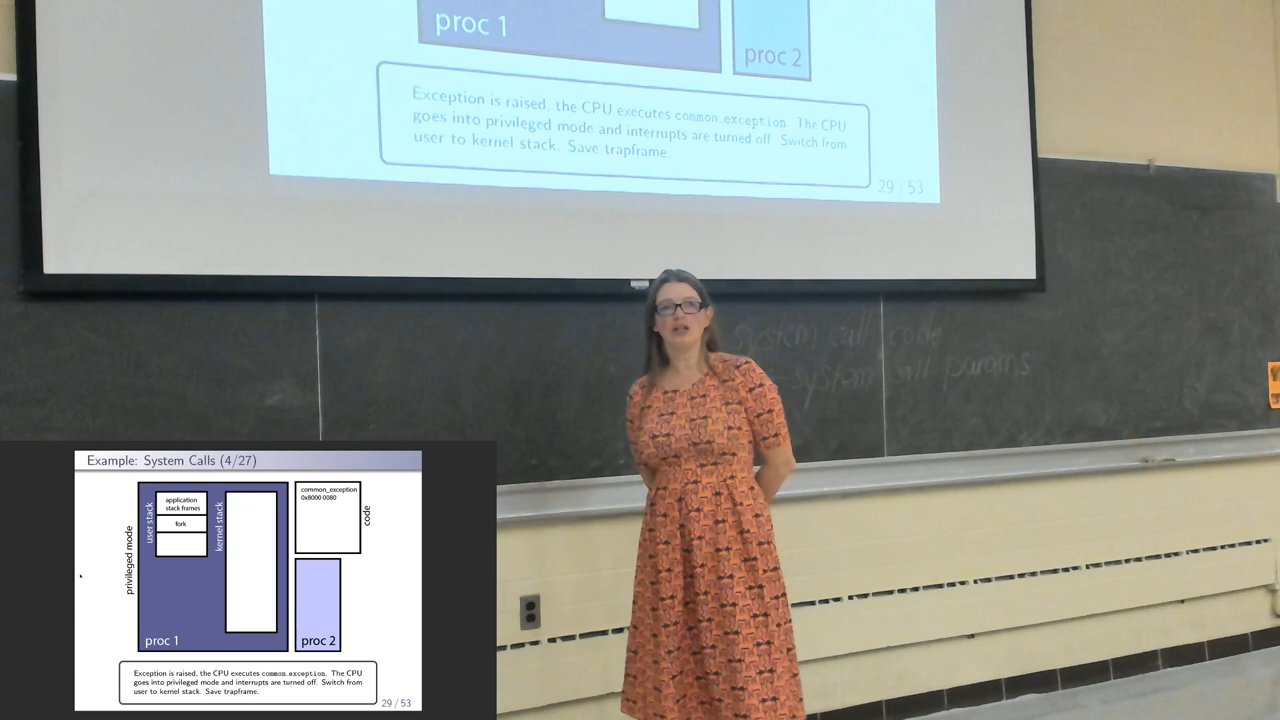 proc 1
proc 2
Exception is raised, the CPU executes common_exception. The CPU
goes into privileged mode and interrupts are turned off. Switch from
user to kernel stack. Save trapframe.
29 / 53
system call code
system call params
Example: System Calls (4/27)
privileged mode
user stack
application
stack frames
fork
kernel stack
common_exception
0x8000 0080
code
proc 1
proc 2
Exception is raised, the CPU executes common_exception. The CPU
goes into privileged mode and interrupts are turned off. Switch from
user to kernel stack. Save trapframe.
29 / 53